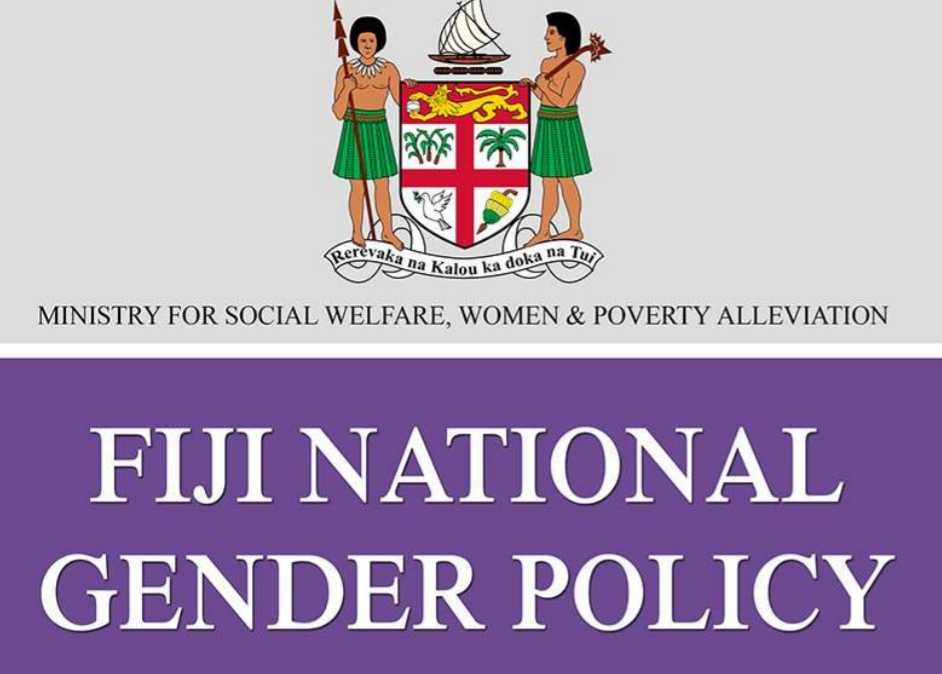 Rerevaka na Kalou ka doka na Tui
MINISTRY FOR SOCIAL WELFARE, WOMEN & POVERTY ALLEVIATION
FIJI NATIONAL
GENDER POLICY